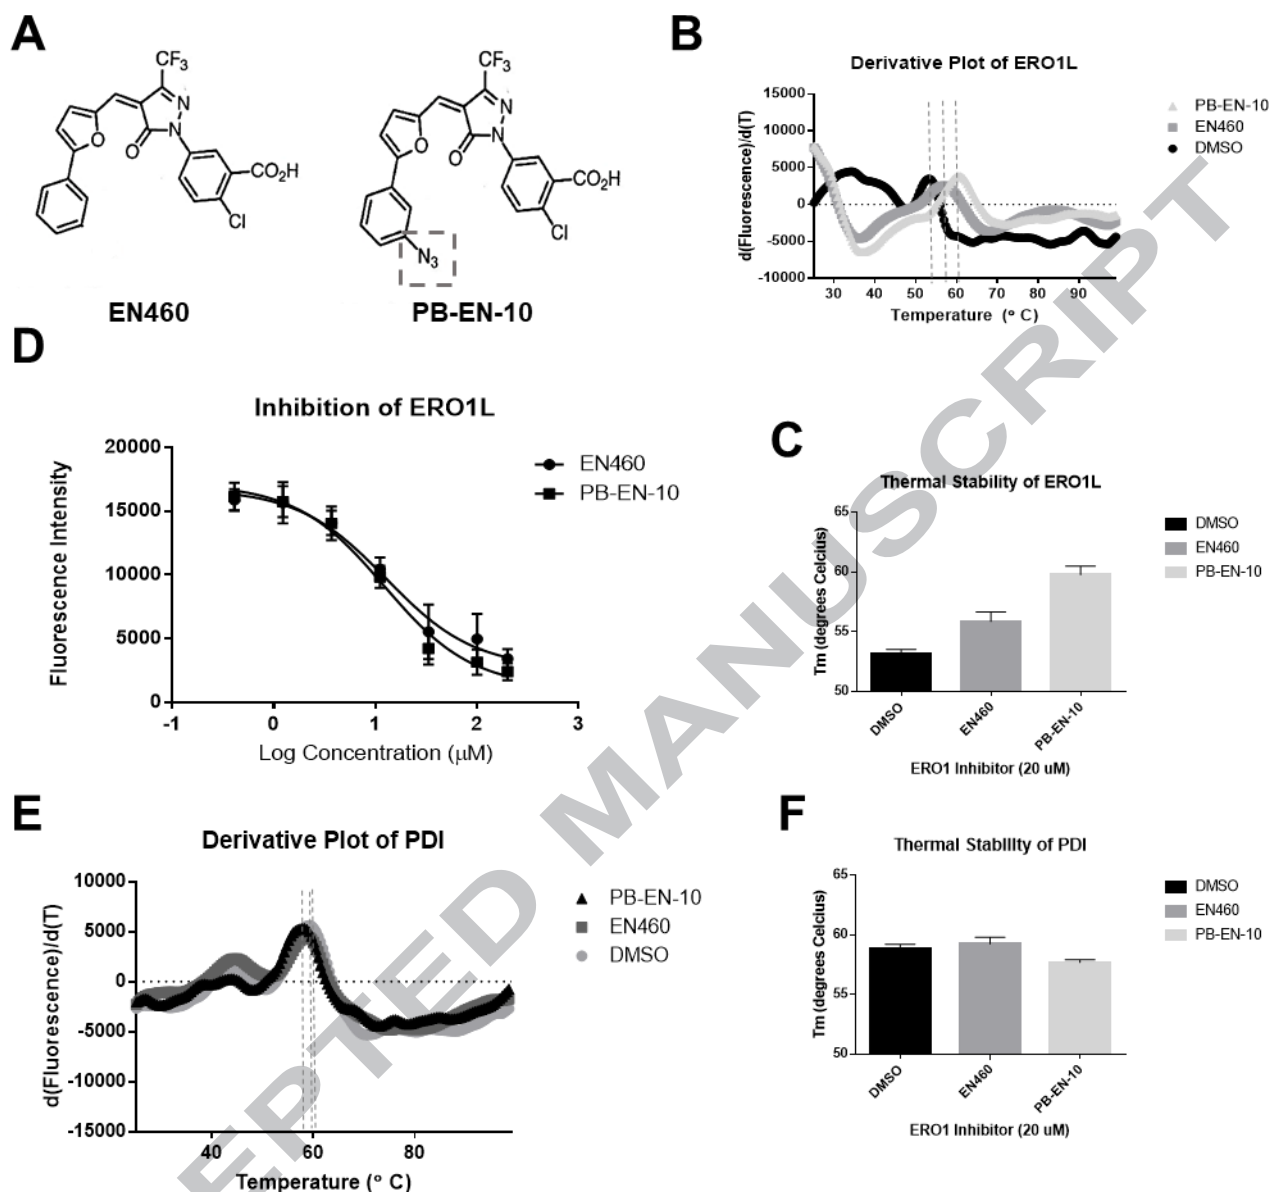 A
CF3
N
N
O
O
CO2H
Cl
EN460
CF3
N
N
O
O
CO2H
Cl
N3
PB-EN-10
B
Derivative Plot of ERO1L
15000
10000
5000
0
-5000
-10000
d(Fluorescence)/d(T)
30 40 50 60 70 80 90
Temperature (° C)
PB-EN-10
EN460
DMSO
D
Inhibition of ERO1L
20000
15000
10000
5000
0
Fluorescence Intensity
-1 0 1 2 3
Log Concentration (μM)
EN460
PB-EN-10
C
Thermal Stability of ERO1L
65
60
55
50
Tm (degrees Celcius)
DMSO
EN460
PB-EN-10
ERO1 Inhibitor (20 uM)
DMSO
EN460
PB-EN-10
E
Derivative Plot of PDI
10000
5000
0
-5000
-10000
-15000
d(Fluorescence)/d(T)
40 60 80
Temperature (° C)
PB-EN-10
EN460
DMSO
F
Thermal Stability of PDI
65
60
55
50
Tm (degrees Celcius)
DMSO
EN460
PB-EN-10
ERO1 Inhibitor (20 uM)
DMSO
EN460
PB-EN-10
EPTED MANUSCRIPT